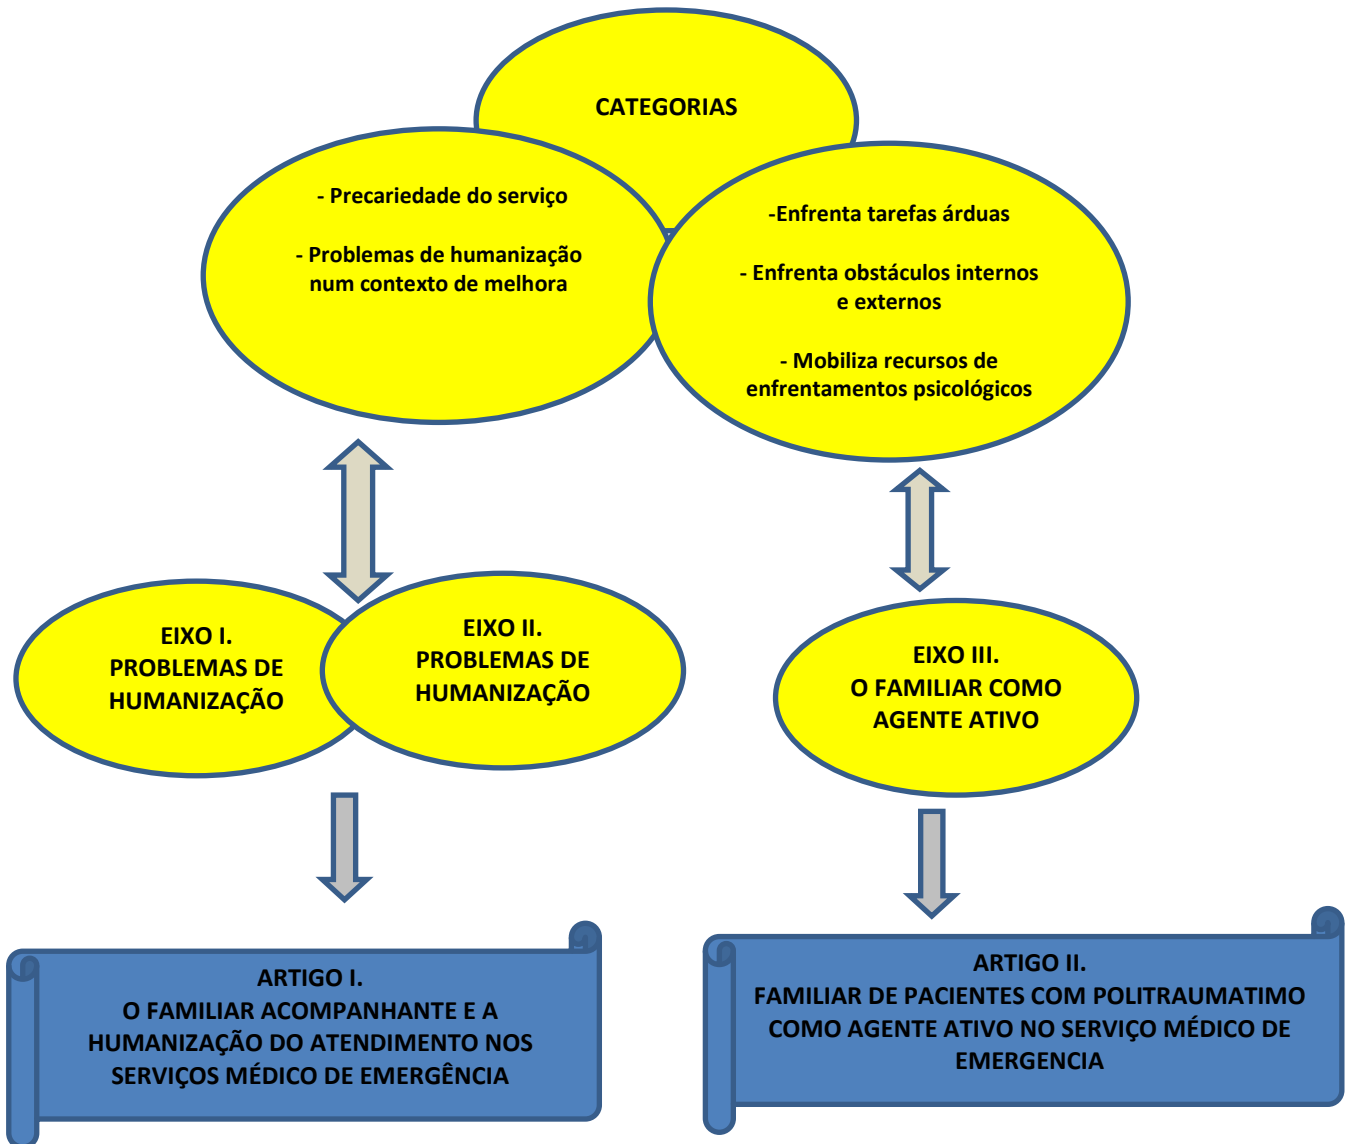 CATEGORIAS
- Precariedade do serviço
- Problemas de humanização
num contexto de melhora
-Enfrenta tarefas árduas
- Enfrenta obstáculos internos
e externos
- Mobiliza recursos de
enfrentamentos psicológicos
EIXO I.
PROBLEMAS DE
HUMANIZAÇÃO
EIXO II.
PROBLEMAS DE
HUMANIZAÇÃO
EIXO III.
O FAMILIAR COMO
AGENTE ATIVO
ARTIGO I.
O FAMILIAR ACOMPANHANTE E A
HUMANIZAÇÃO DO ATENDIMENTO NOS
SERVIÇOS MÉDICO DE EMERGÊNCIA
ARTIGO II.
FAMILIAR DE PACIENTES COM POLITRAUMATIMO
COMO AGENTE ATIVO NO SERVIÇO MÉDICO DE
EMERGENCIA